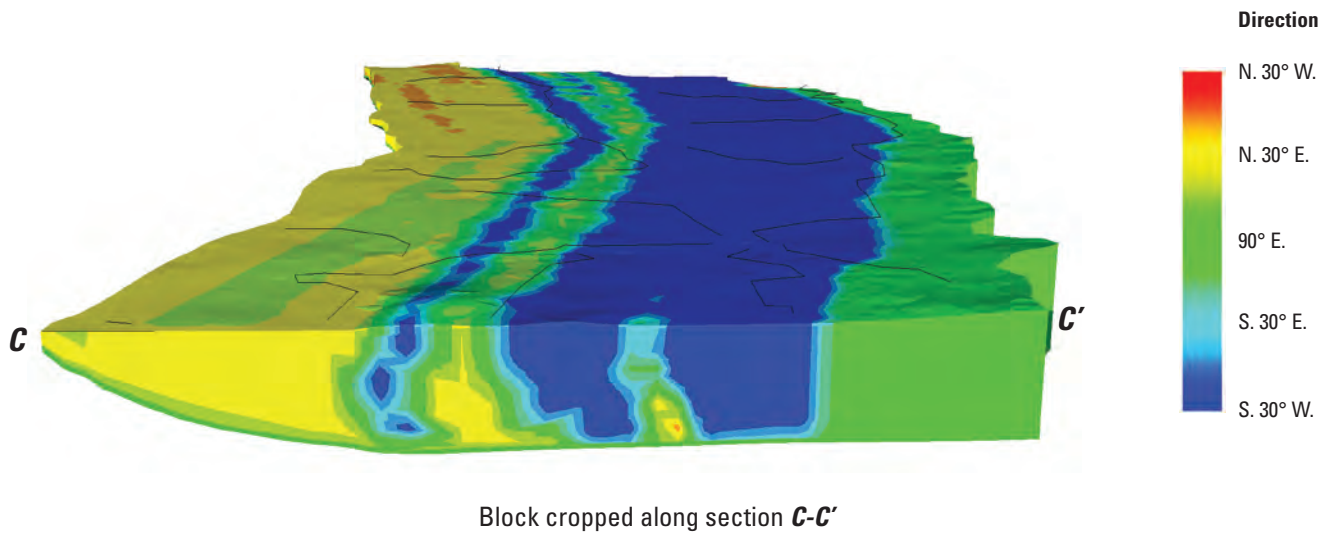 Direction
N. 30° W.
N. 30° E.
90° E.
S. 30° E.
S. 30° W.
C
C′
Block cropped along section C-C′